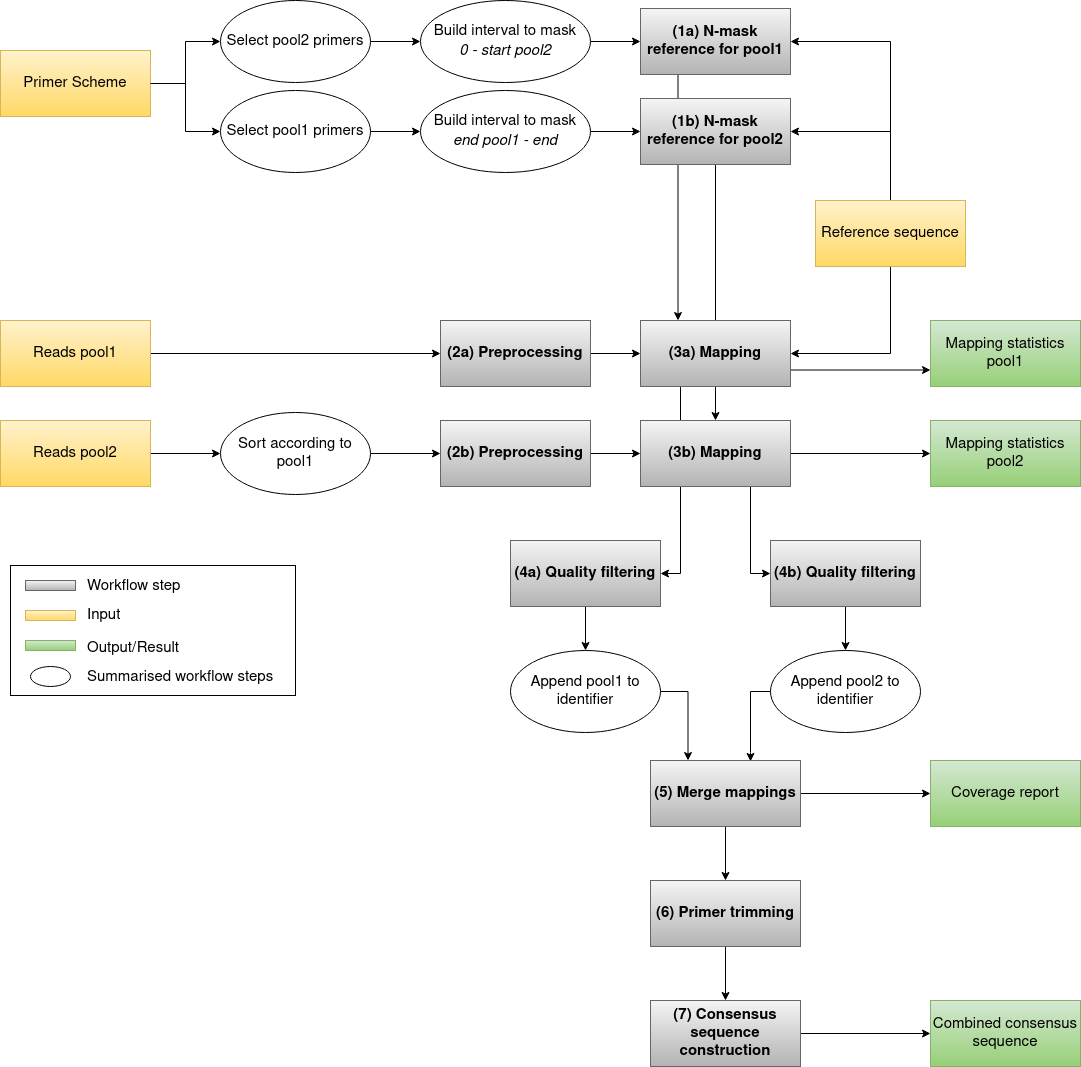 Primer Scheme
Select pool2 primers
Build interval to mask
0 - start pool2
(1a) N-mask
reference for pool1
Select pool1 primers
Build interval to mask
end pool1 - end
(1b) N-mask
reference for pool2
Reference sequence
Reads pool1
(2a) Preprocessing
(3a) Mapping
Mapping statistics
pool1
Reads pool2
Sort according to
pool1
(2b) Preprocessing
(3b) Mapping
Mapping statistics
pool2
(4a) Quality filtering
(4b) Quality filtering
Workflow step
Input
Output/Result
Summarised workflow steps
Append pool1 to
identifier
Append pool2 to
identifier
(5) Merge mappings
Coverage report
(6) Primer trimming
(7) Consensus
sequence
construction
Combined consensus
sequence